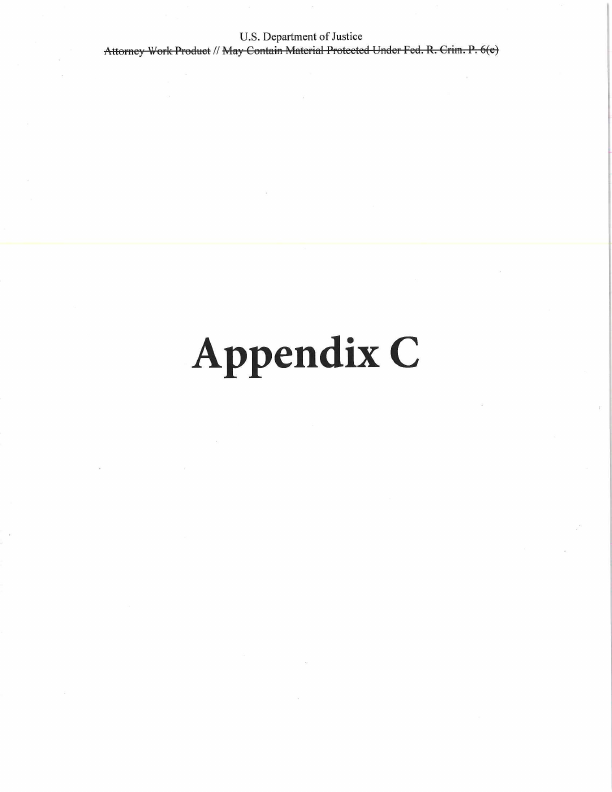 U.S. Department of Justice
Attorney Work Product // May Contain Material Protected Under Fed. R. Crim. P. 6(e)
Appendix C